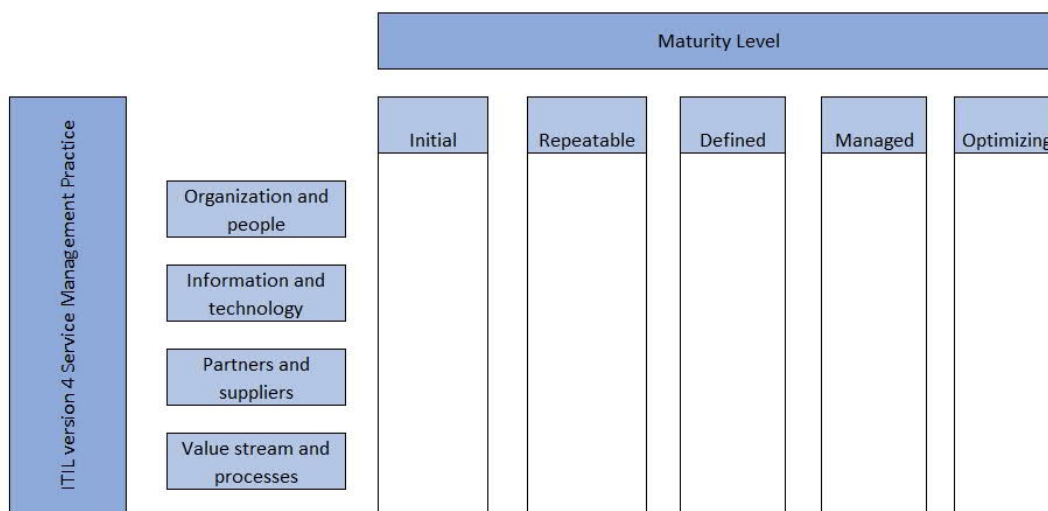 Maturity Level
ITIL version 4 Service Management Practice
Initial
Repeatable
Defined
Managed
Optimizing
Organization and
people
Information and
technology
Partners and
suppliers
Value stream and
processes